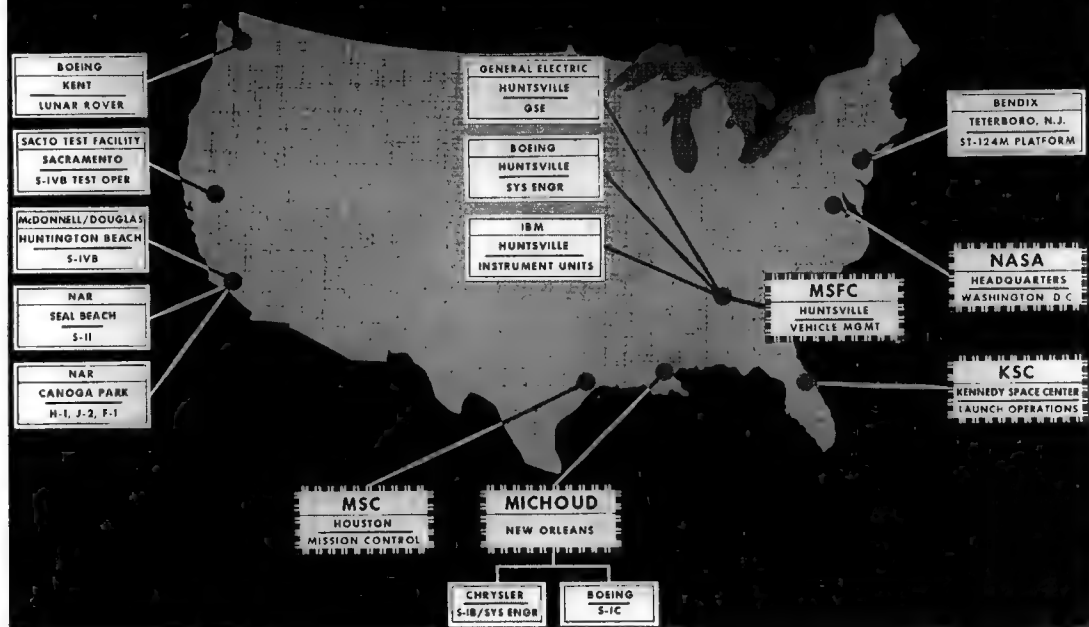 BOEING
KENT
LUNAR ROVER
SACTO TEST FACILITY
SACRAMENTO
S-IVB TEST OPER
McDONNELL/DOUGLAS
HUNTINGTON BEACH
S-IVB
NAR
SEAL BEACH
S-II
NAR
CANOGA PARK
H-1, J-2, F-1
GENERAL ELECTRIC
HUNTSVILLE
GSE
BOEING
HUNTSVILLE
SYS ENGR
IBM
HUNTSVILLE
INSTRUMENT UNITS
BENDIX
TETERBORO, N.J.
ST-124M PLATFORM
NASA
HEADQUARTERS
WASHINGTON D C
MSFC
HUNTSVILLE
VEHICLE MGMT
KSC
KENNEDY SPACE CENTER
LAUNCH OPERATIONS
MSC
HOUSTON
MISSION CONTROL
MICHOUD
NEW ORLEANS
CHRYSLER
S-IB/SYS ENGR
BOEING
S-IC